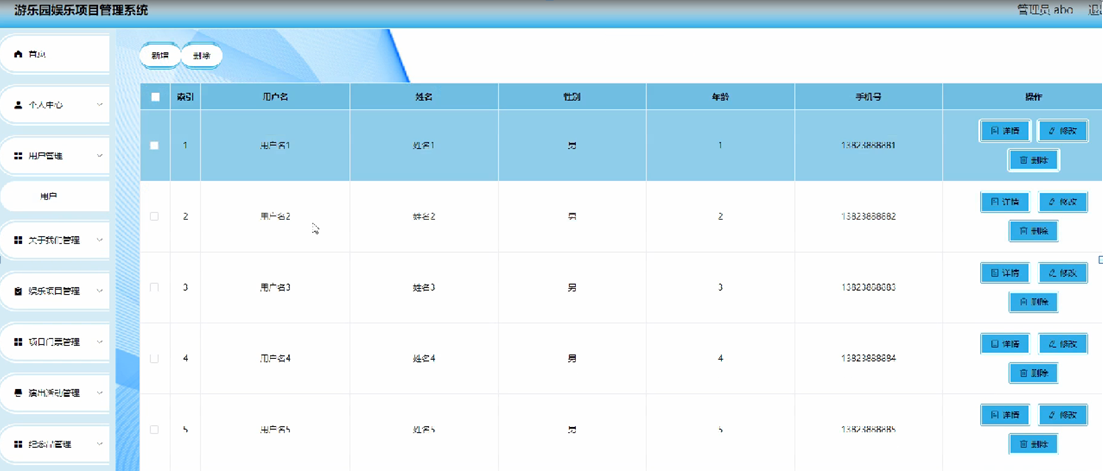 游乐园娱乐项目管理系统
管理员 abo 退
首页
个人中心
用户管理
用户
关于我们管理
娱乐项目管理
项目门票管理
演出活动管理
纪念品管理
新增 删除
索引 用户名 姓名 性别 年龄 手机号 操作
1 用户名1 姓名1 男 1 13823888881 详情 修改
删除
2 用户名2 姓名2 男 2 13823888882 详情 修改
删除
3 用户名3 姓名3 男 3 13823888883 详情 修改
删除
4 用户名4 姓名4 男 4 13823888884 详情 修改
删除
5 用户名5 姓名5 男 5 13823888885 详情 修改
删除